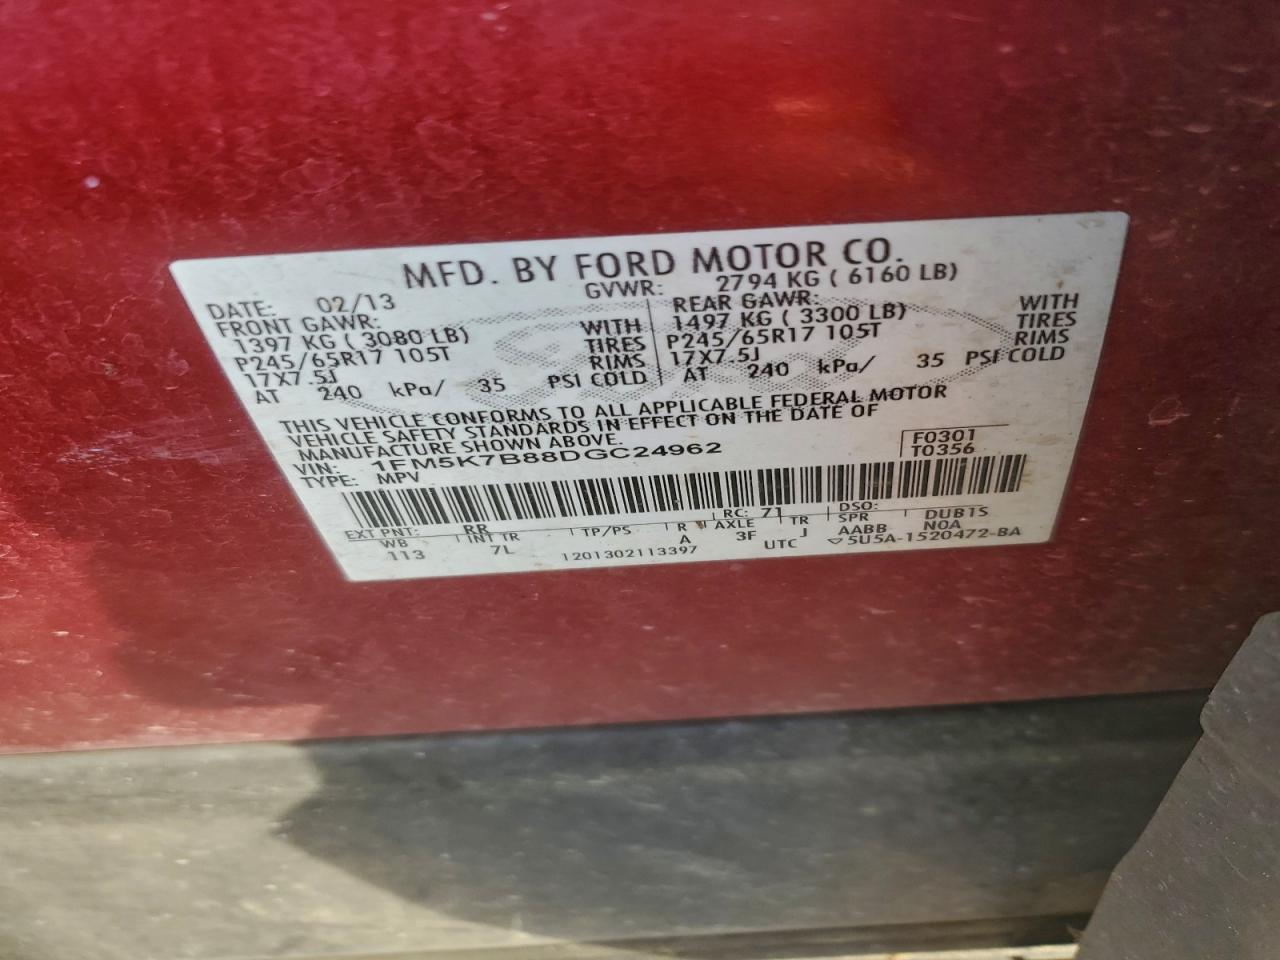 MFD. BY FORD MOTOR CO.
DATE: 02/13 GVWR: 2794 KG ( 6160 LB)
FRONT GAWR: REAR GAWR:
1397 KG ( 3080 LB) WITH 1497 KG ( 3300 LB) WITH
P245/65R17 105T TIRES P245/65R17 105T TIRES
17X7.5J RIMS 17X7.5J RIMS
AT 240 kPa/ 35 PSI COLD AT 240 kPa/ 35 PSI COLD
THIS VEHICLE CONFORMS TO ALL APPLICABLE FEDERAL MOTOR
VEHICLE SAFETY STANDARDS IN EFFECT ON THE DATE OF
MANUFACTURE SHOWN ABOVE.
VIN: 1FM5K7B88DGC24962 F0301
TYPE: MPV T0356
EXT PNT: RR RC: 71 DSO:
WB INT TR TP/PS R AXLE TR SPR DUB1S
113 7L A 3F J AABB N0A
1201302113397 UTC ▽5U5A-1520472-BA